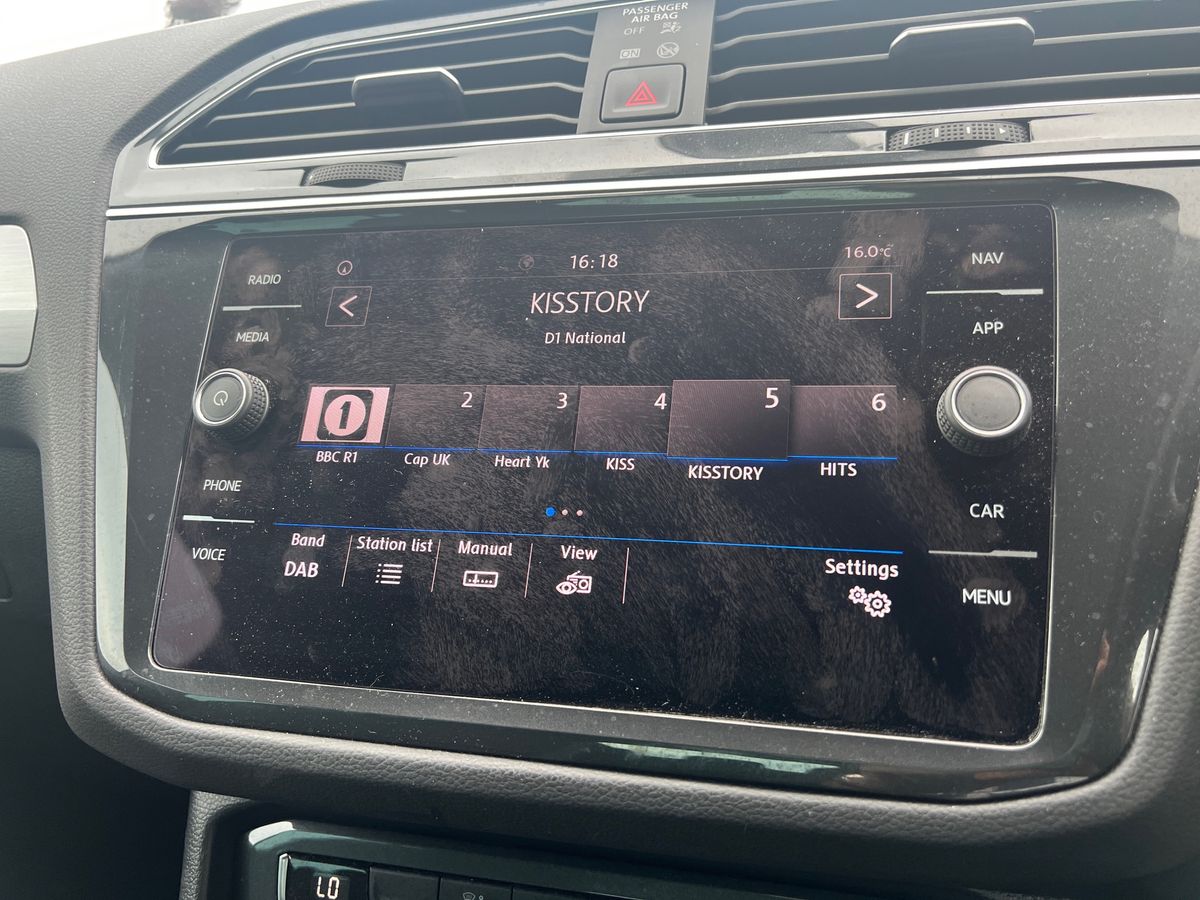 PASSENGER
AIR BAG
OFF
ON
RADIO
MEDIA
PHONE
VOICE
16:18
16.0°C
<
KISSTORY
>
D1 National
1
2
3
4
5
6
BBC R1
Cap UK
Heart Yk
KISS
KISSTORY
HITS
Band
DAB
Station list
Manual
View
Settings
NAV
APP
CAR
MENU
LO